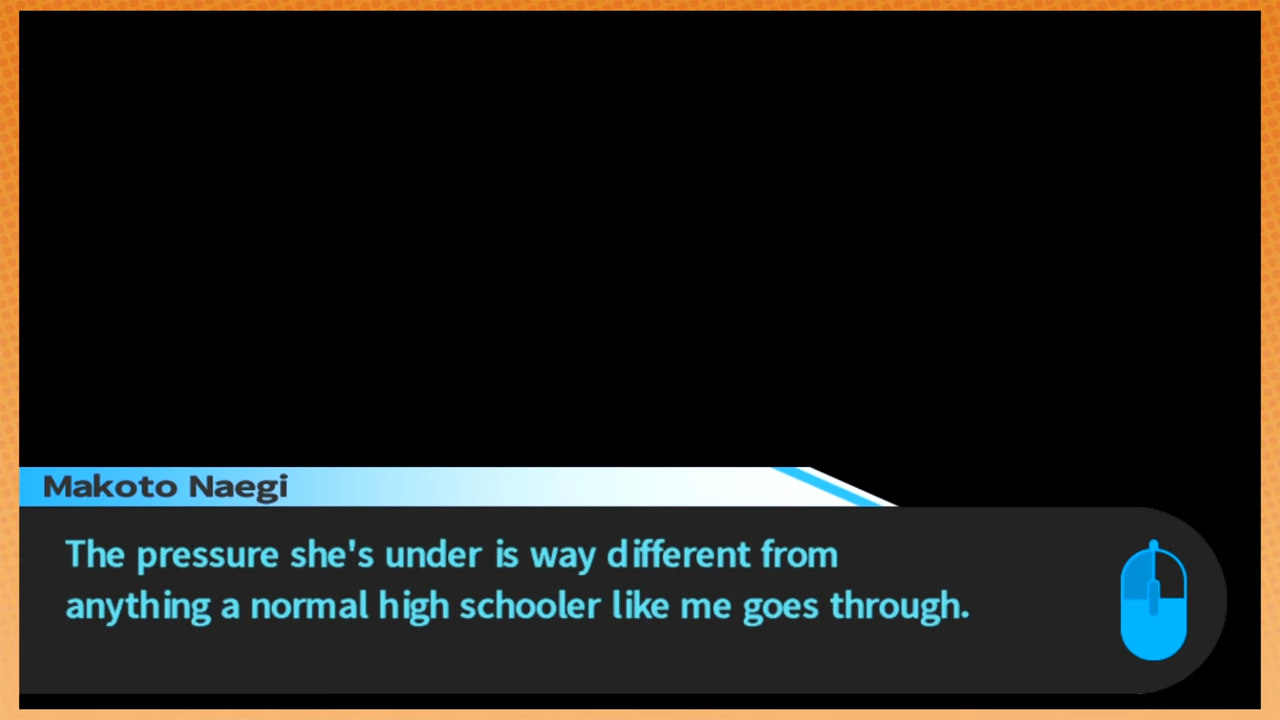 Makoto Naegi
The pressure she's under is way different from
anything a normal high schooler like me goes through.